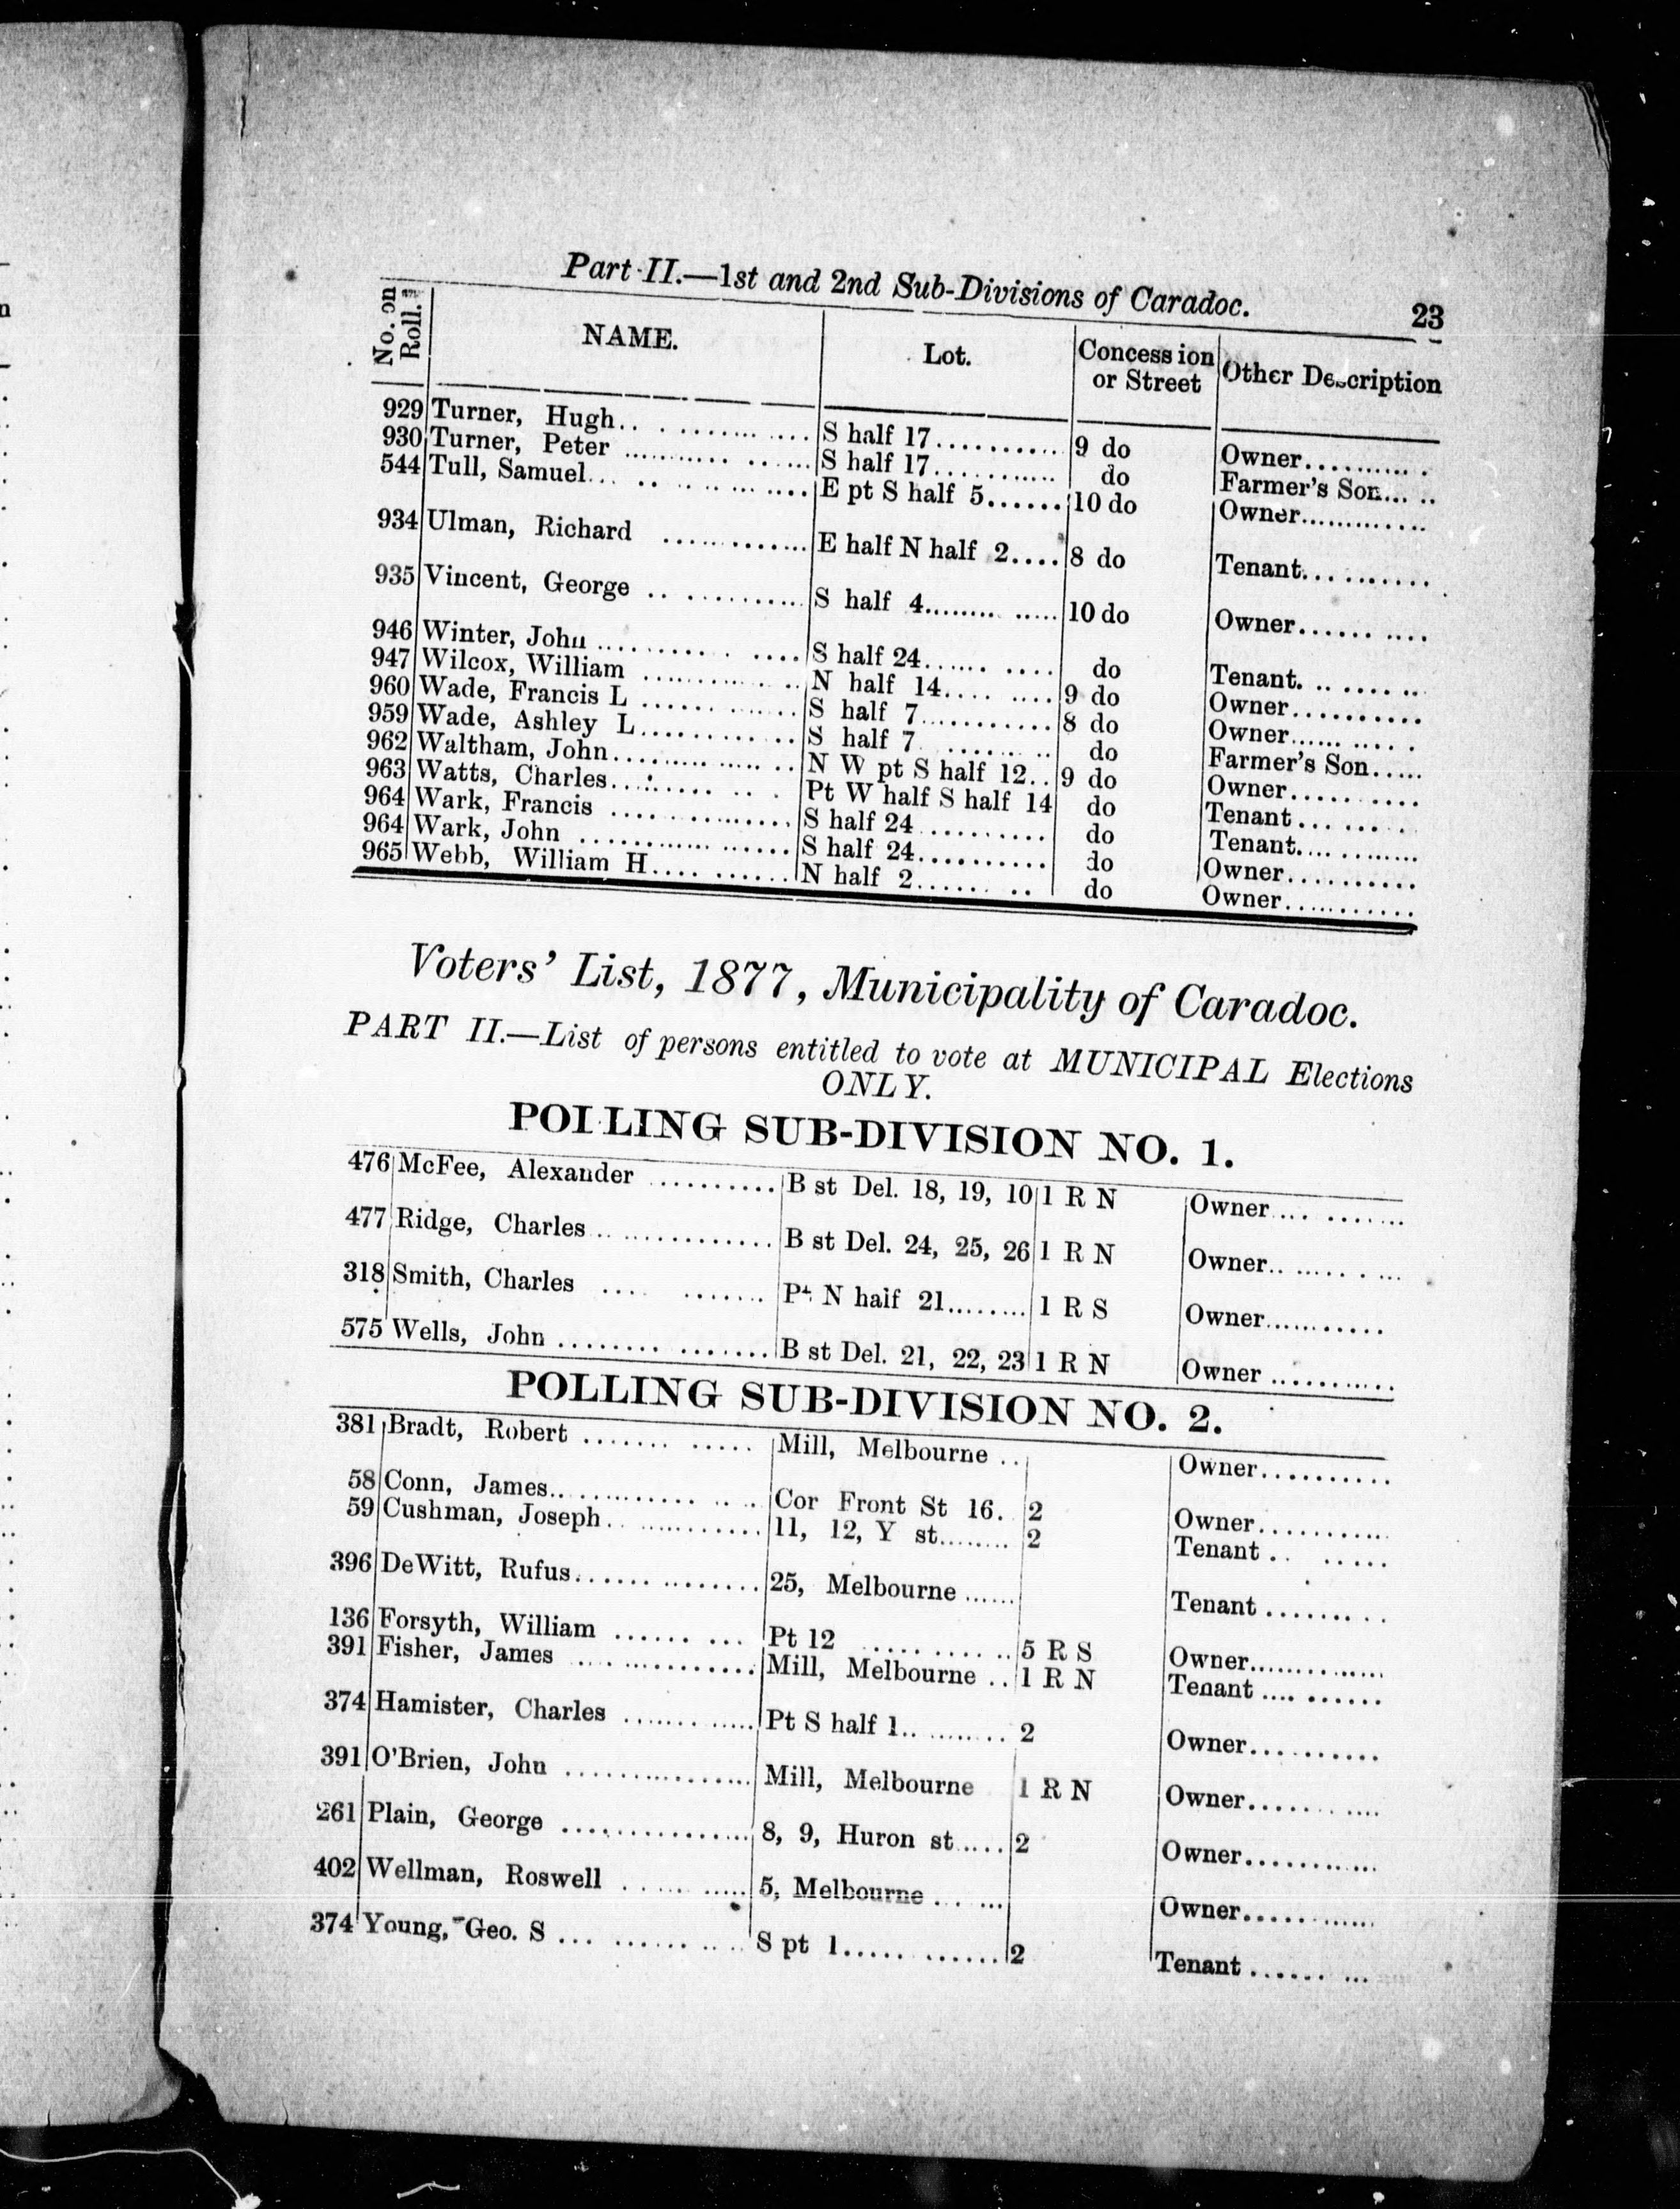 Part II.—1st and 2nd Sub-Divisions of Caradoc. 23
No. on Roll. NAME. Lot. Concession or Street Other Description
929 Turner, Hugh S half 17 9 do Owner
930 Turner, Peter S half 17 do Farmer's Son
544 Tull, Samuel E pt S half 5 10 do Owner
934 Ulman, Richard E half N half 2 8 do Tenant
935 Vincent, George S half 4 10 do Owner
946 Winter, John S half 24 do Tenant
947 Wilcox, William N half 14 9 do Owner
960 Wade, Francis L S half 7 8 do Owner
959 Wade, Ashley L S half 7 do Farmer's Son
962 Waltham, John N W pt S half 12 9 do Owner
963 Watts, Charles Pt W half S half 14 do Tenant
964 Wark, Francis S half 24 do Tenant
964 Wark, John S half 24 do Owner
965 Webb, William H N half 2 do Owner
Voters' List, 1877, Municipality of Caradoc.
PART II.—List of persons entitled to vote at MUNICIPAL Elections
ONLY.
POLLING SUB-DIVISION NO. 1.
476 McFee, Alexander B st Del. 18, 19, 10 1 R N Owner
477 Ridge, Charles B st Del. 24, 25, 26 1 R N Owner
318 Smith, Charles Pt N half 21 1 R S Owner
575 Wells, John B st Del. 21, 22, 23 1 R N Owner
POLLING SUB-DIVISION NO. 2.
381 Bradt, Robert Mill, Melbourne Owner
58 Conn, James Cor Front St 16. 2 Owner
59 Cushman, Joseph 11, 12, Y st 2 Tenant
396 DeWitt, Rufus 25, Melbourne Tenant
136 Forsyth, William Pt 12 5 R S Owner
391 Fisher, James Mill, Melbourne 1 R N Tenant
374 Hamister, Charles Pt S half 1 2 Owner
391 O'Brien, John Mill, Melbourne 1 R N Owner
261 Plain, George 8, 9, Huron st 2 Owner
402 Wellman, Roswell 5, Melbourne Owner
374 Young, Geo. S S pt 1 2 Tenant